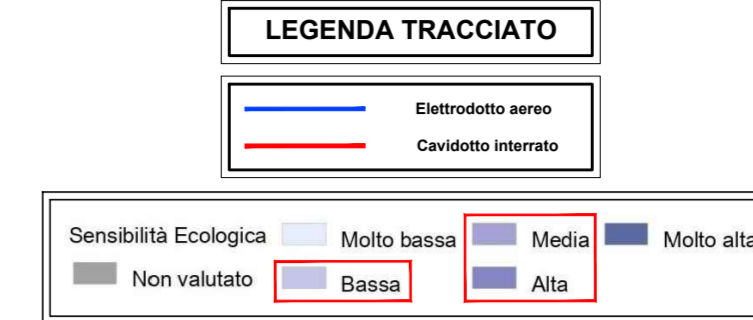 LEGENDA TRACCIATO
Elettrodotto aereo
Cavidotto interrato
Sensibilità Ecologica Molto bassa Media Molto alta
Non valutato Bassa Alta